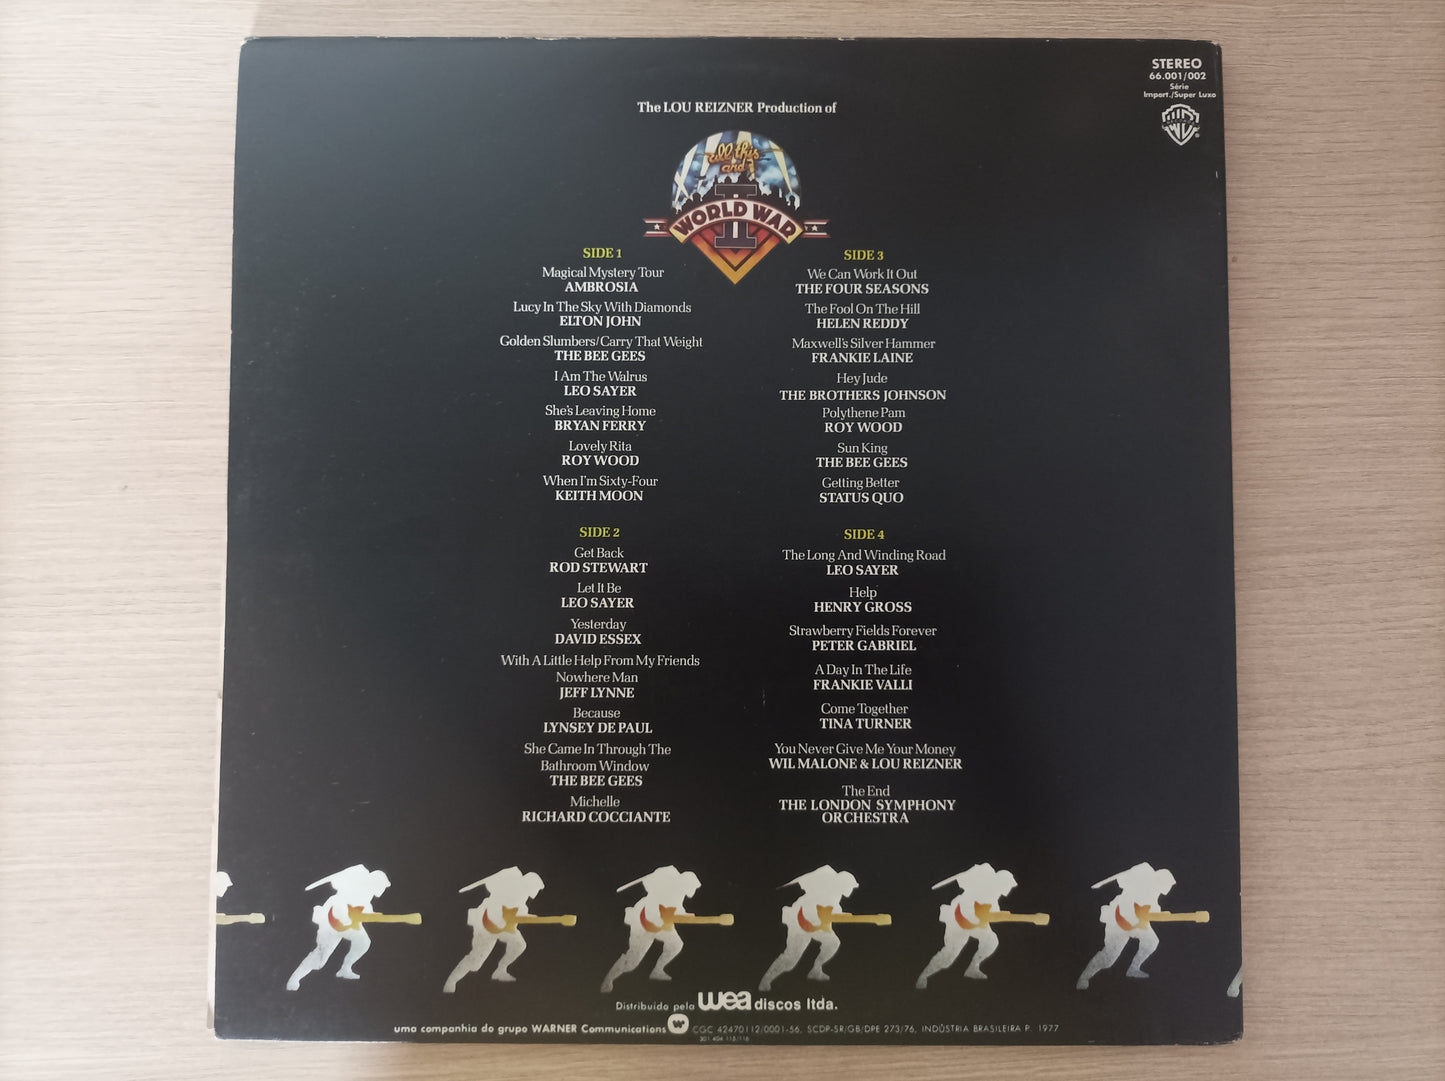 STEREO
66.001/002
Série
Import./Super Luxo
The LOU REIZNER Production of
all this
and
WORLD WAR
II
SIDE 1
Magical Mystery Tour
AMBROSIA
Lucy In The Sky With Diamonds
ELTON JOHN
Golden Slumbers/Carry That Weight
THE BEE GEES
I Am The Walrus
LEO SAYER
She's Leaving Home
BRYAN FERRY
Lovely Rita
ROY WOOD
When I'm Sixty-Four
KEITH MOON
SIDE 2
Get Back
ROD STEWART
Let It Be
LEO SAYER
Yesterday
DAVID ESSEX
With A Little Help From My Friends
Nowhere Man
JEFF LYNNE
Because
LYNSEY DE PAUL
She Came In Through The
Bathroom Window
THE BEE GEES
Michelle
RICHARD COCCIANTE
SIDE 3
We Can Work It Out
THE FOUR SEASONS
The Fool On The Hill
HELEN REDDY
Maxwell's Silver Hammer
FRANKIE LAINE
Hey Jude
THE BROTHERS JOHNSON
Polythene Pam
ROY WOOD
Sun King
THE BEE GEES
Getting Better
STATUS QUO
SIDE 4
The Long And Winding Road
LEO SAYER
Help
HENRY GROSS
Strawberry Fields Forever
PETER GABRIEL
A Day In The Life
FRANKIE VALLI
Come Together
TINA TURNER
You Never Give Me Your Money
WIL MALONE & LOU REIZNER
The End
THE LONDON SYMPHONY
ORCHESTRA
Distribuído pela wea discos ltda.
uma companhia do grupo WARNER Communications CGC 42470112/0001-56, SCDP-SR/GB/DPE 273/76, INDÚSTRIA BRASILEIRA P. 1977